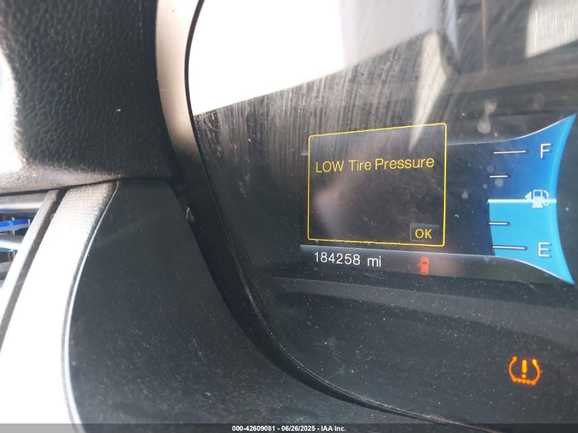 F
LOW Tire Pressure
OK
E
184258 mi
000-42609081 - 06/26/2025 - IAA Inc.